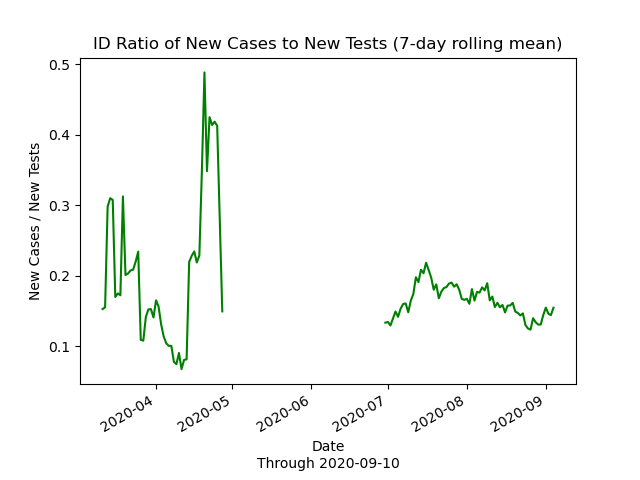 ID Ratio of New Cases to New Tests (7-day rolling mean)
0.5
0.4
0.3
0.2
0.1
New Cases / New Tests
2020-04
2020-05
2020-06
2020-07
2020-08
2020-09
Date
Through 2020-09-10